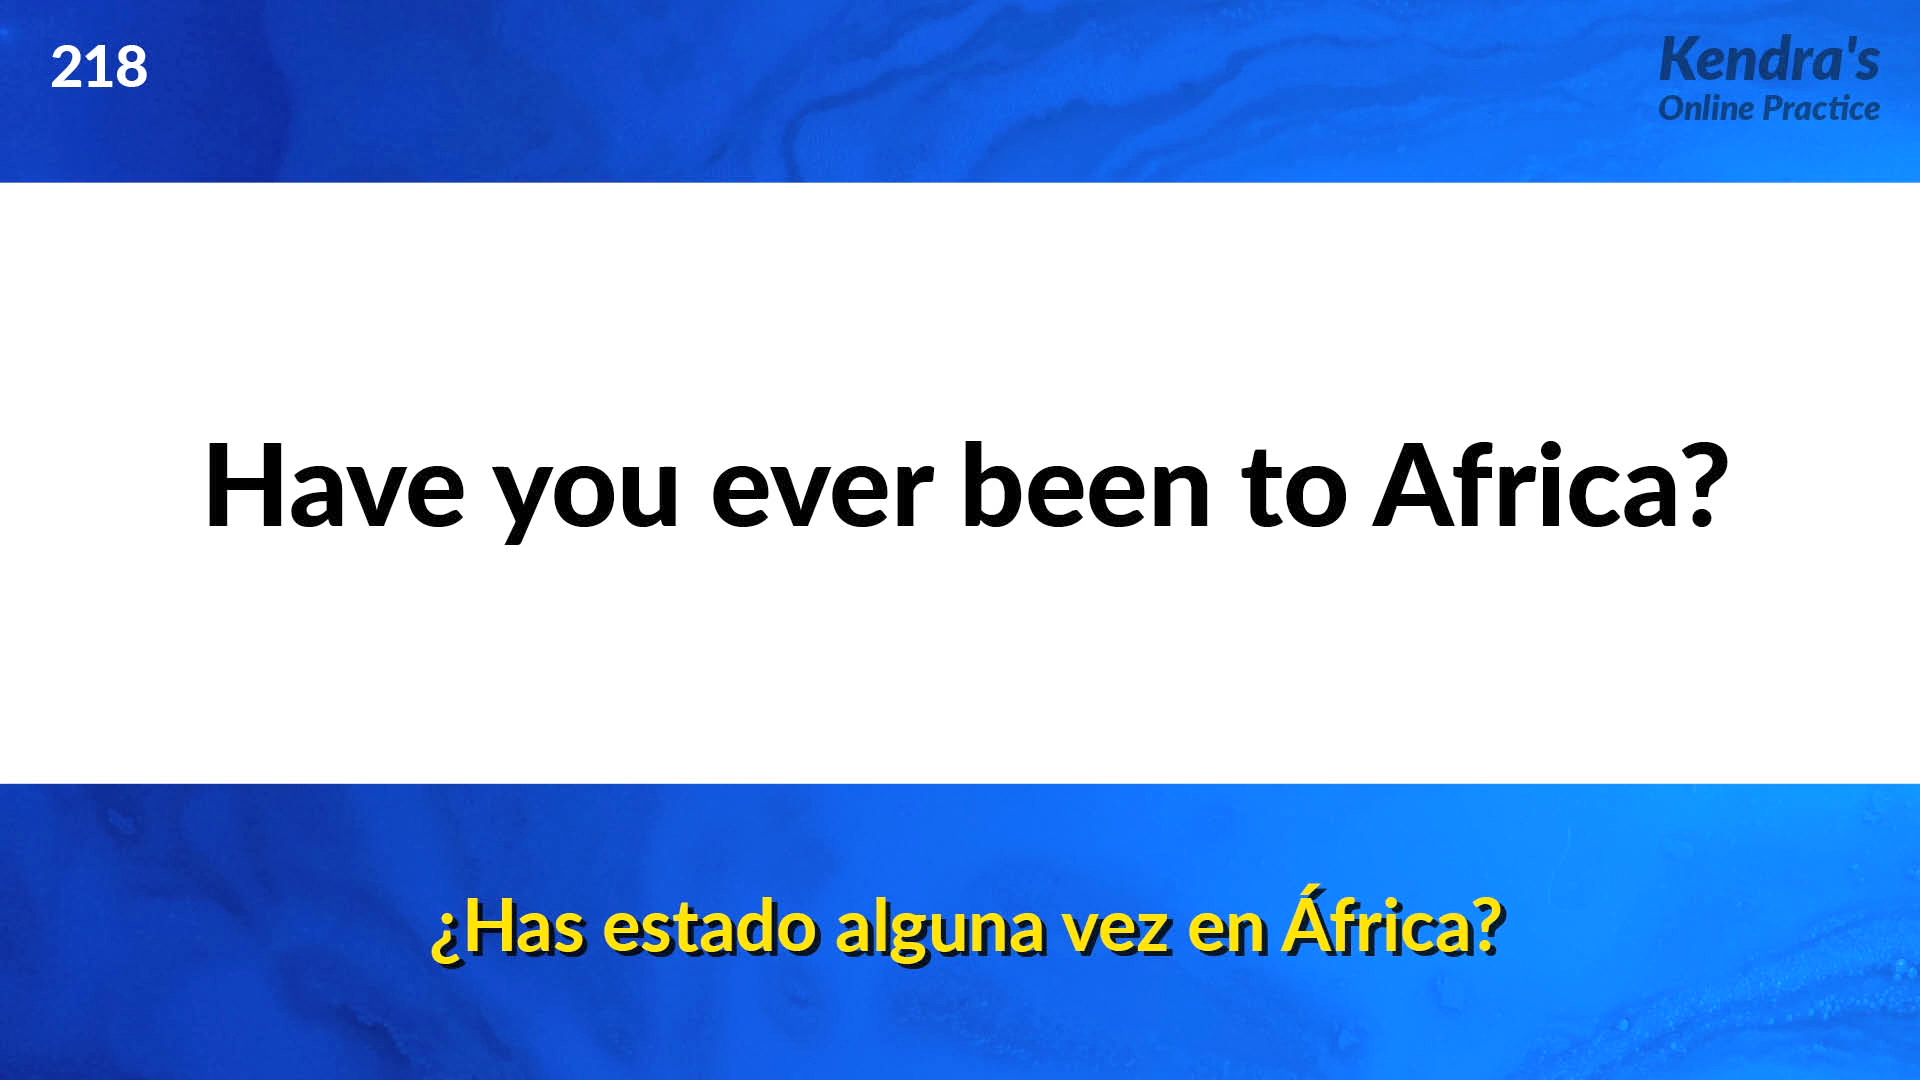 218
Kendra's
Online Practice
Have you ever been to Africa?
¿Has estado alguna vez en África?